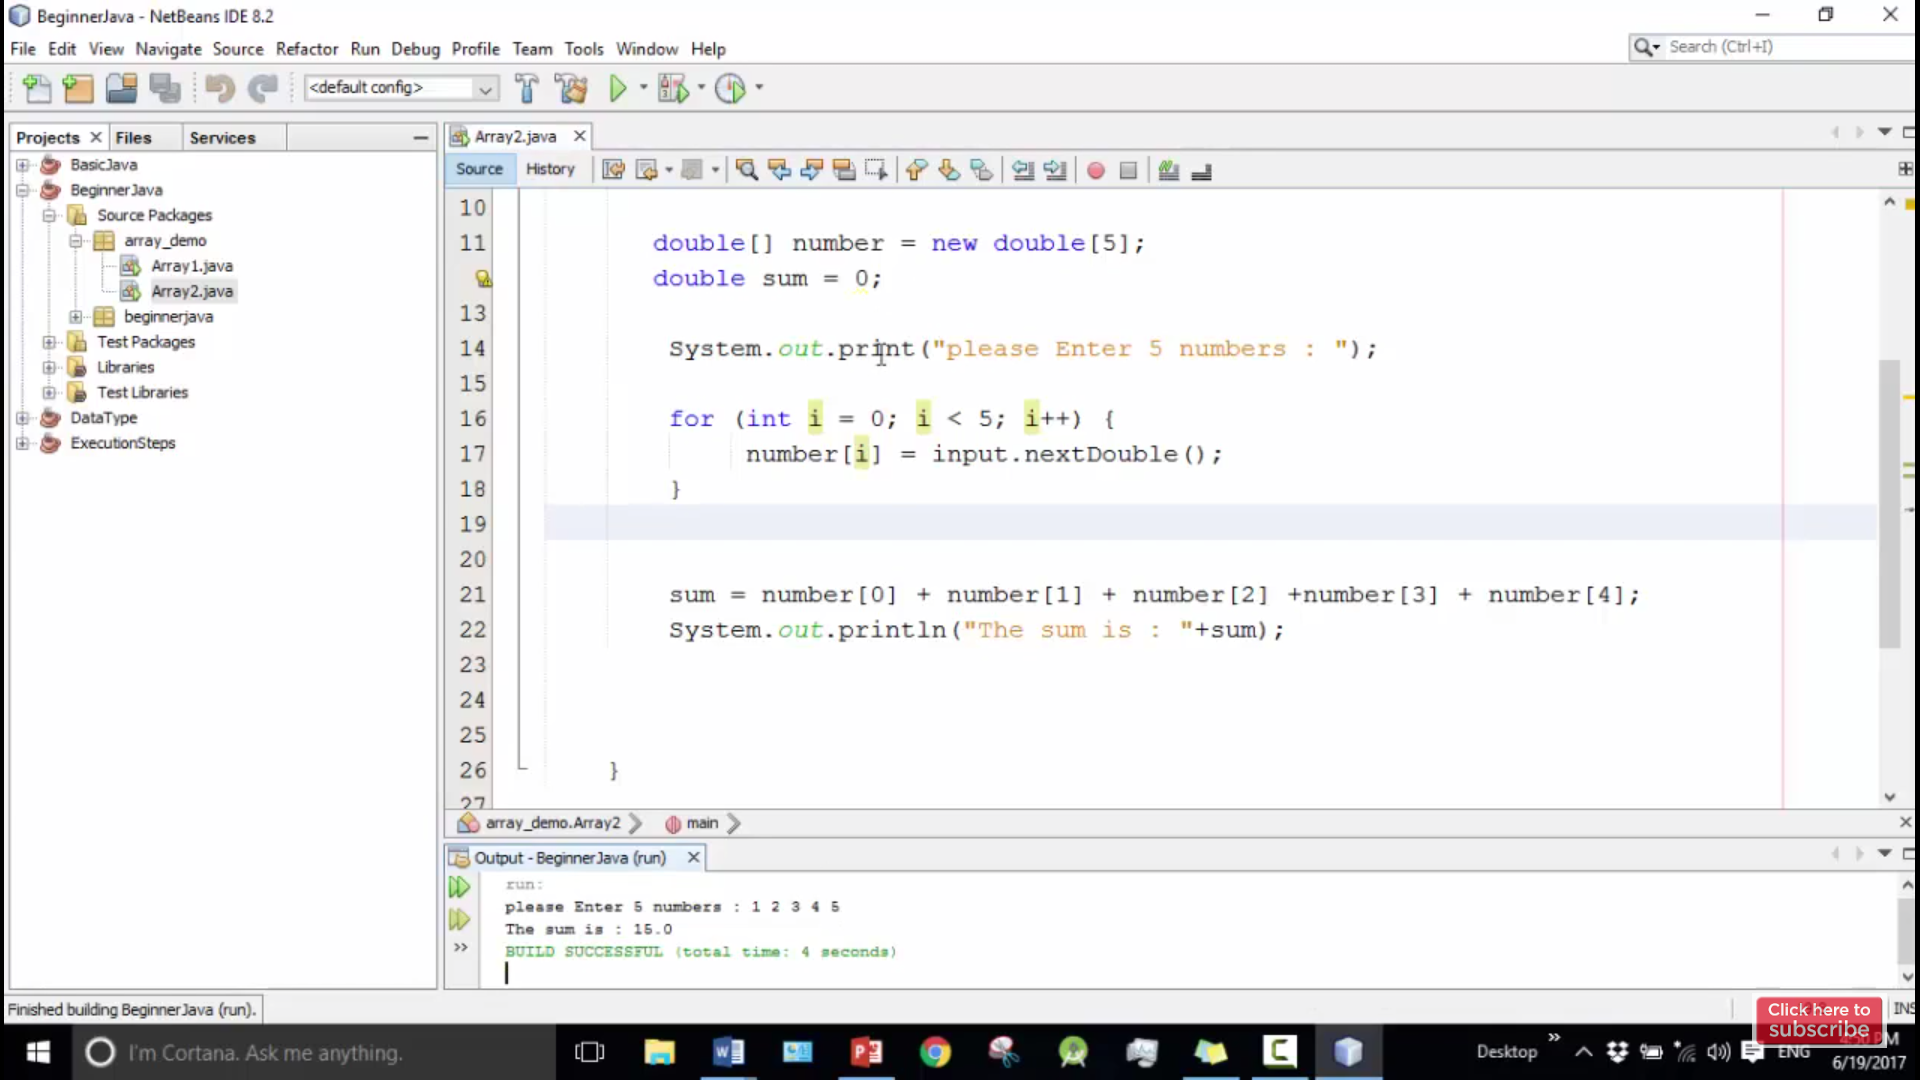 BeginnerJava - NetBeans IDE 8.2
File Edit View Navigate Source Refactor Run Debug Profile Team Tools Window Help
Search (Ctrl+I)
<default config>
Projects Files Services
Array2.java
Source History
BasicJava
BeginnerJava
Source Packages
array_demo
Array1.java
Array2.java
beginnerjava
Test Packages
Libraries
Test Libraries
DataType
ExecutionSteps
10
11 double[] number = new double[5];
double sum = 0;
13
14 System.out.print("please Enter 5 numbers : ");
15
16 for (int i = 0; i < 5; i++) {
17 number[i] = input.nextDouble();
18 }
19
20
21 sum = number[0] + number[1] + number[2] +number[3] + number[4];
22 System.out.println("The sum is : "+sum);
23
24
25
26 }
27
array_demo.Array2 main
Output - BeginnerJava (run)
run:
please Enter 5 numbers : 1 2 3 4 5
The sum is : 15.0
BUILD SUCCESSFUL (total time: 4 seconds)
Finished building BeginnerJava (run).
INS
Click here to
subscribe
I'm Cortana. Ask me anything.
Desktop
ENG
6/19/2017